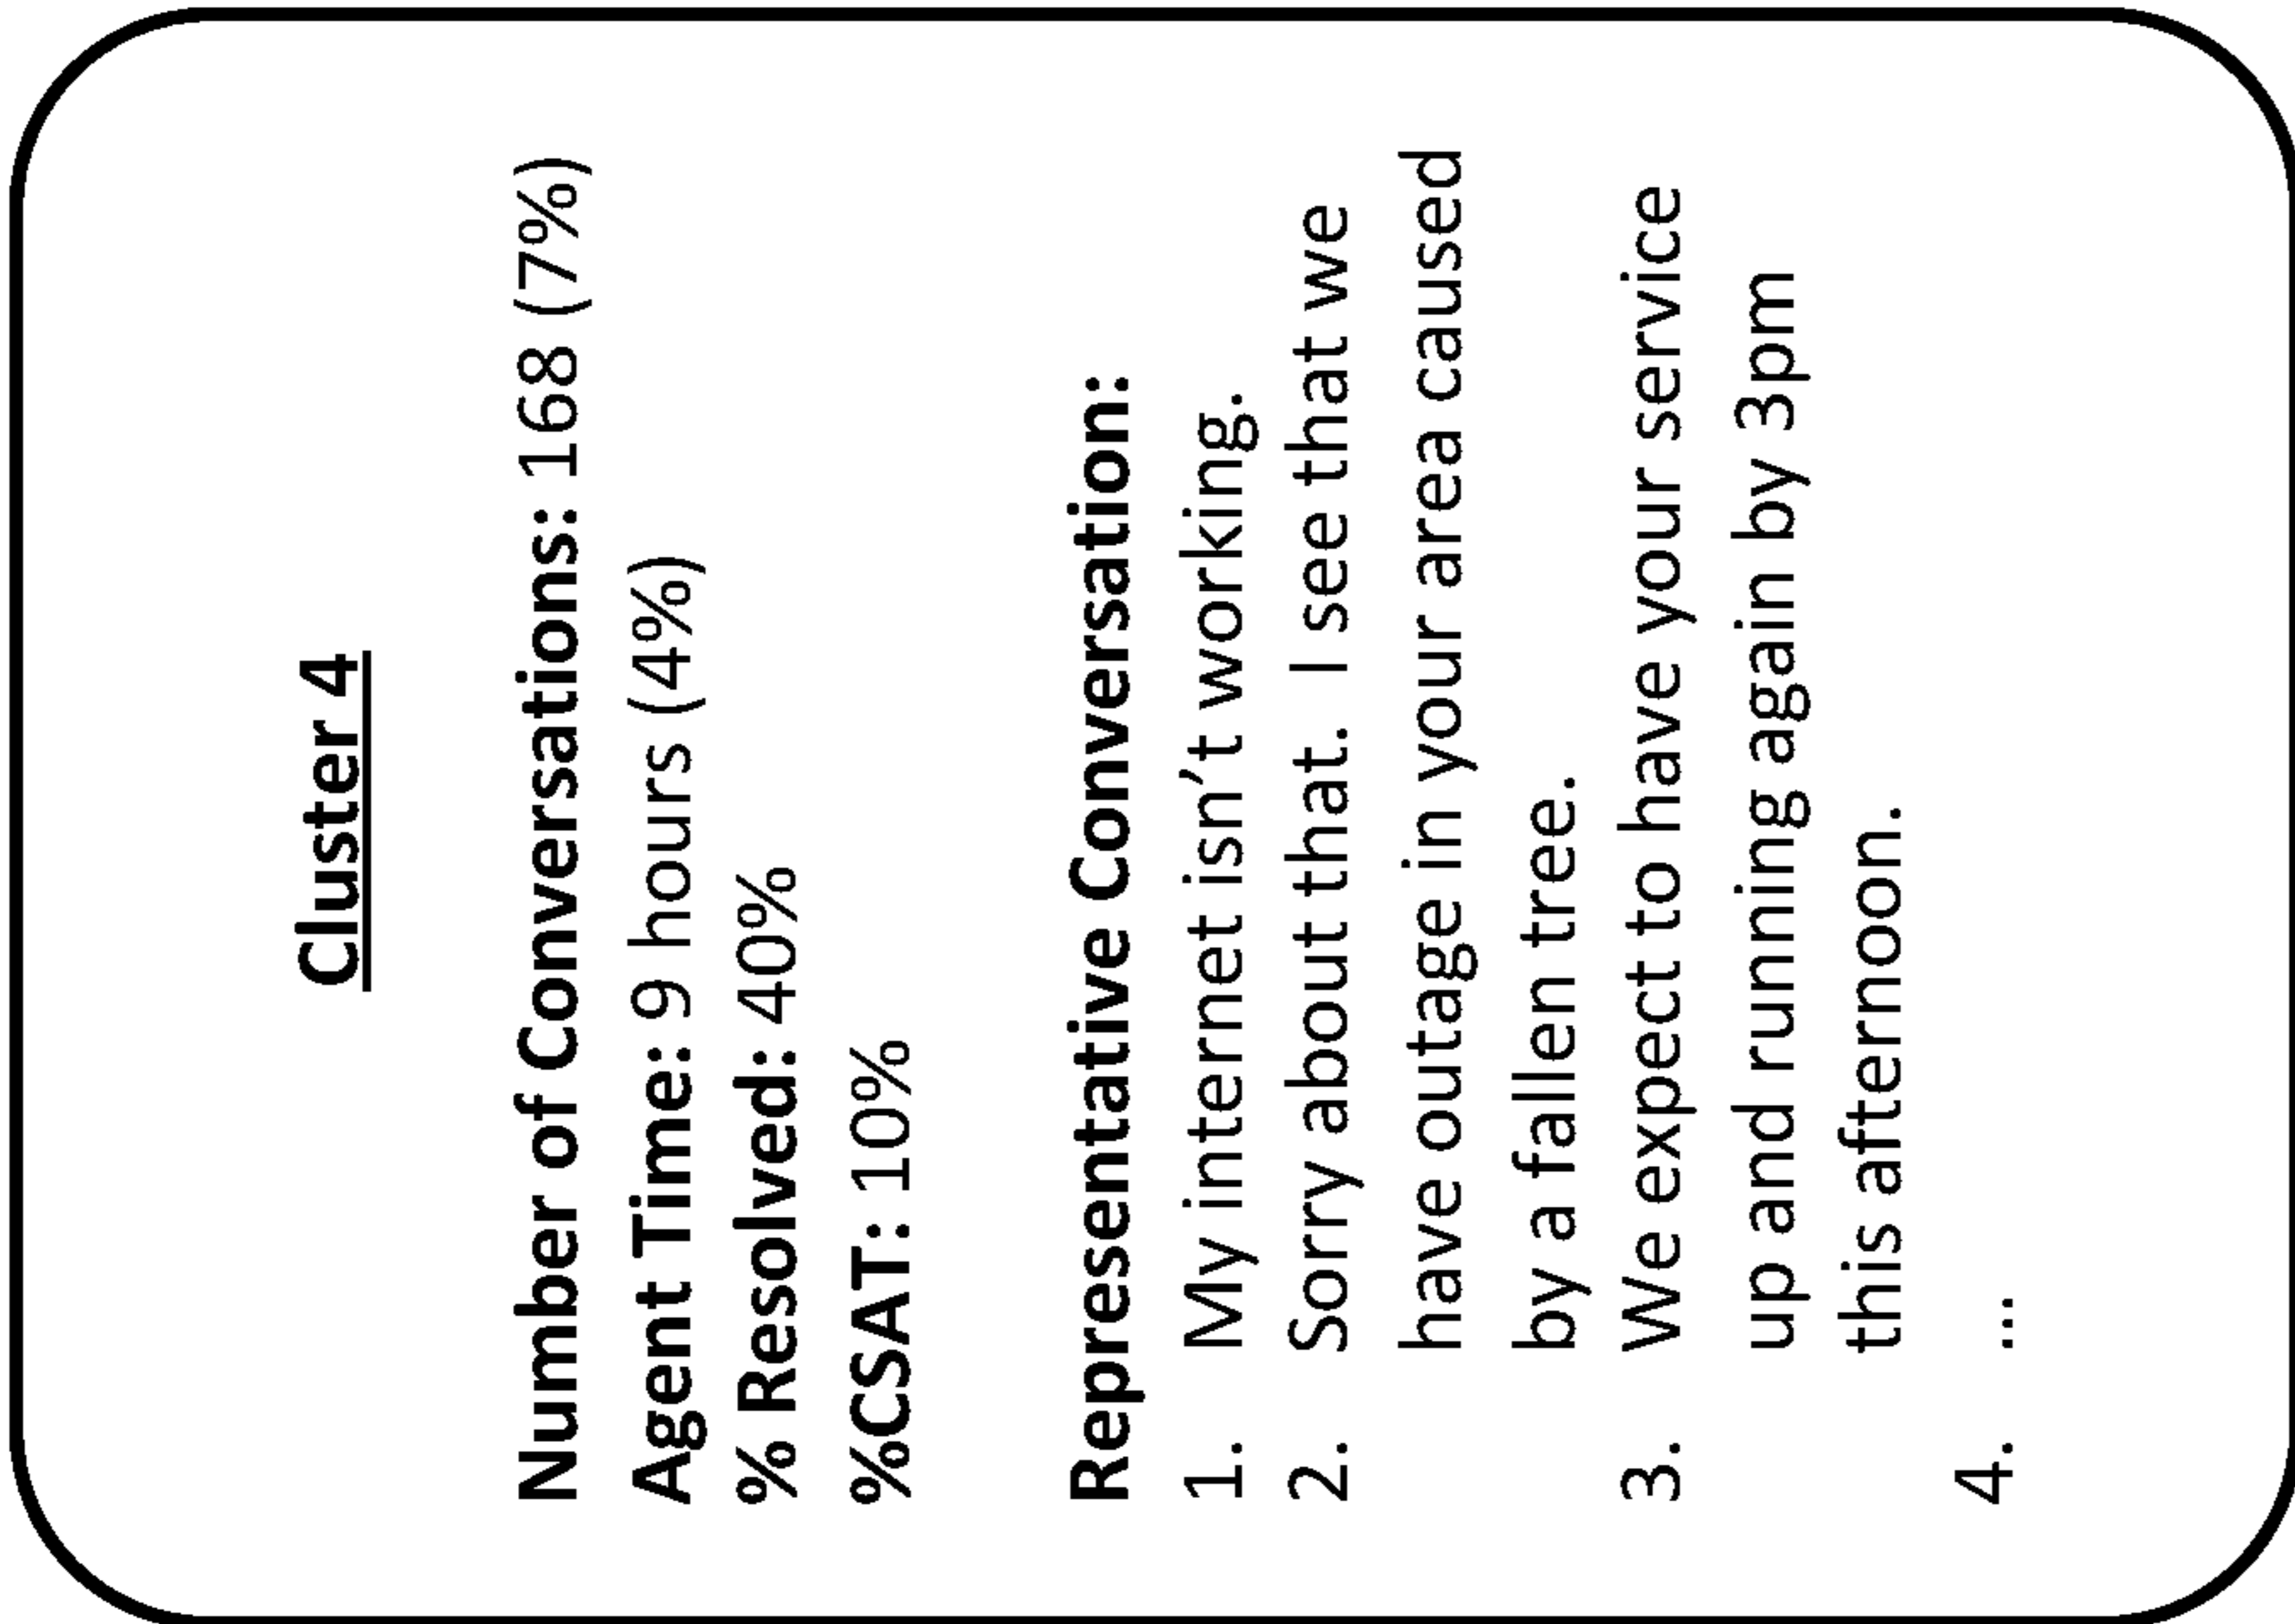 Cluster 4
Number of Conversations: 168 (7%)
Agent Time: 9 hours (4%)
% Resolved: 40%
%CSAT: 10%
Representative Conversation:
1. My internet isn’t working.
2. Sorry about that. I see that we
have outage in your area caused
by a fallen tree.
3. We expect to have your service
up and running again by 3pm
this afternoon.
4. ...